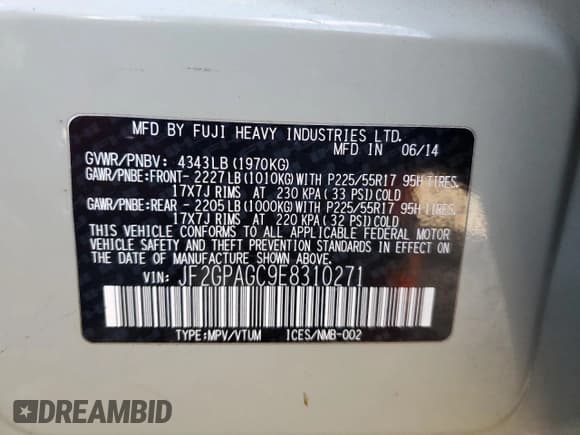 MFD BY FUJI HEAVY INDUSTRIES LTD.
MFD IN 06/14
GVWR/PNBV: 4343LB(1970KG)
GAWR/PNBE:FRONT- 2227LB(1010KG)WITH P225/55R17 95H TIRES,
17X7J RIMS AT 230 KPA(33 PSI)COLD
GAWR/PNBE:REAR - 2205LB(1000KG)WITH P225/55R17 95H TIRES,
17X7J RIMS AT 220 KPA(32 PSI)COLD
THIS VEHICLE CONFORMS TO ALL APPLICABLE FEDERAL MOTOR
VEHICLE SAFETY AND THEFT PREVENTION STANDARDS IN EFFECT ON
THE DATE OF MANUFACTURE SHOWN ABOVE.
VIN: JF2GPAGC9E8310271
TYPE:MPV/VTUM ICES/NMB-002
DREAMBID